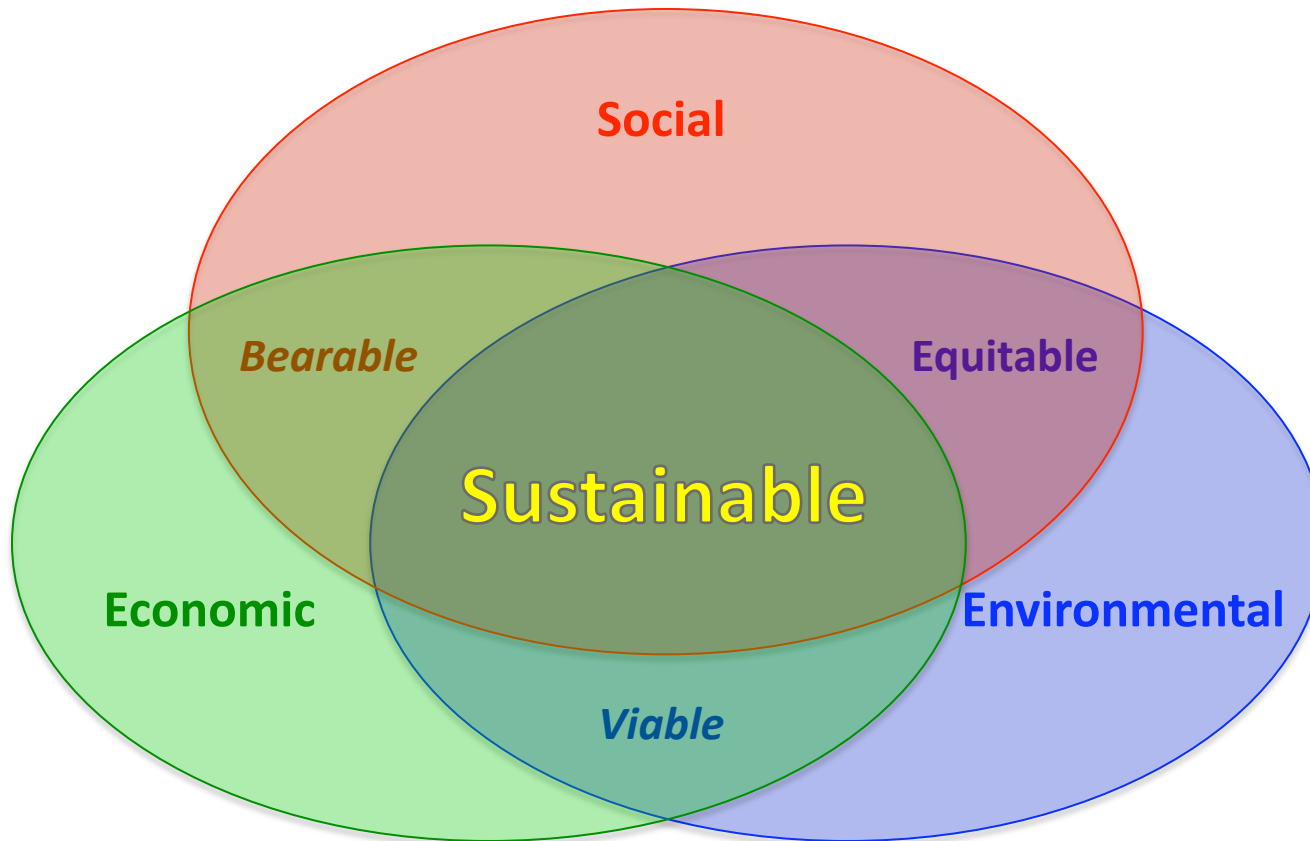 Social
Bearable
Equitable
Sustainable
Economic
Environmental
Viable